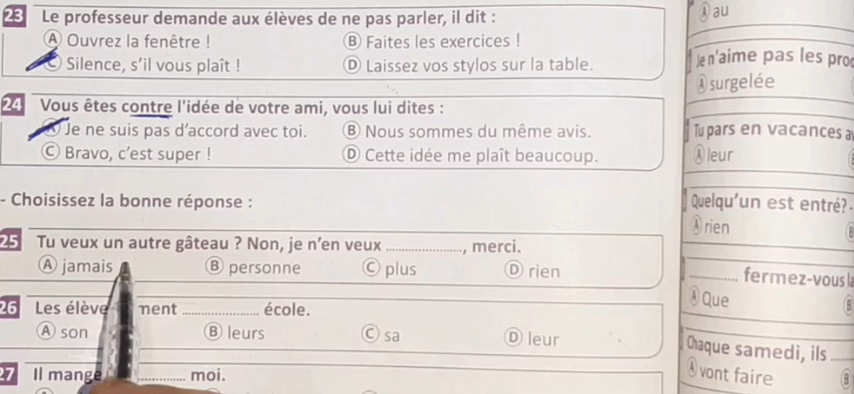 23 Le professeur demande aux élèves de ne pas parler, il dit :
A Ouvrez la fenêtre ! B Faites les exercices !
C Silence, s'il vous plaît ! D Laissez vos stylos sur la table.
24 Vous êtes contre l'idée de votre ami, vous lui dites :
A Je ne suis pas d'accord avec toi. B Nous sommes du même avis.
C Bravo, c'est super ! D Cette idée me plaît beaucoup.
- Choisissez la bonne réponse :
25 Tu veux un autre gâteau ? Non, je n'en veux ................, merci.
A jamais B personne C plus D rien
26 Les élève ment ................ école.
A son B leurs C sa D leur
27 Il mange ............ moi.
A au
Je n'aime pas les pro
A surgelée
Tu pars en vacances
A leur
Quelqu'un est entré? -
A rien B
............ fermez-vous
A Que B
Chaque samedi, ils ......
A vont faire B